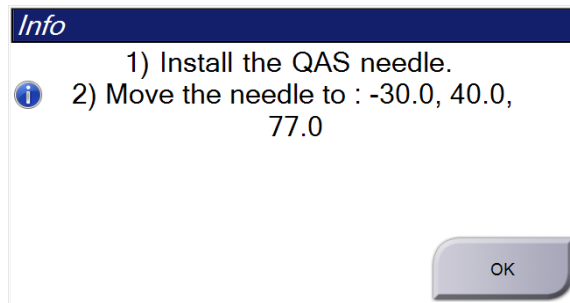 Info
1) Install the QAS needle.
2) Move the needle to : -30.0, 40.0,
77.0
OK